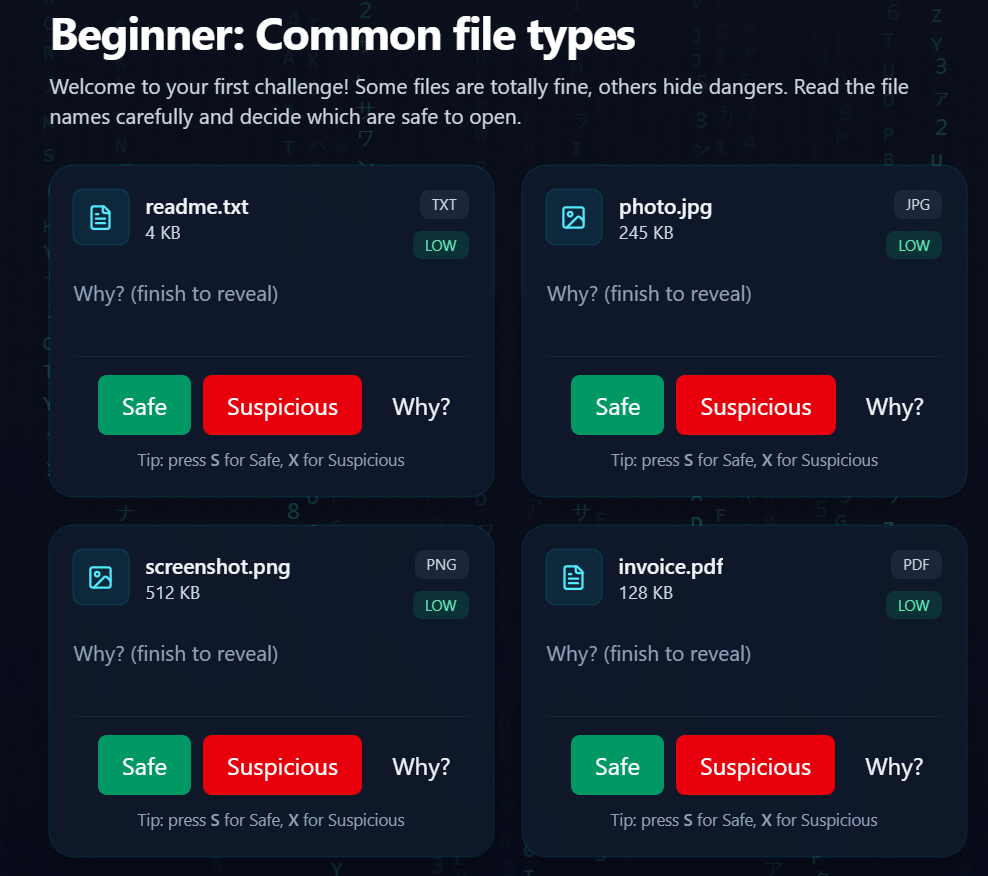 Beginner: Common file types
Welcome to your first challenge! Some files are totally fine, others hide dangers. Read the file
names carefully and decide which are safe to open.
readme.txt
4 KB
TXT
LOW
Why? (finish to reveal)
Safe
Suspicious
Why?
Tip: press S for Safe, X for Suspicious
photo.jpg
245 KB
JPG
LOW
Why? (finish to reveal)
Safe
Suspicious
Why?
Tip: press S for Safe, X for Suspicious
screenshot.png
512 KB
PNG
LOW
Why? (finish to reveal)
Safe
Suspicious
Why?
Tip: press S for Safe, X for Suspicious
invoice.pdf
128 KB
PDF
LOW
Why? (finish to reveal)
Safe
Suspicious
Why?
Tip: press S for Safe, X for Suspicious